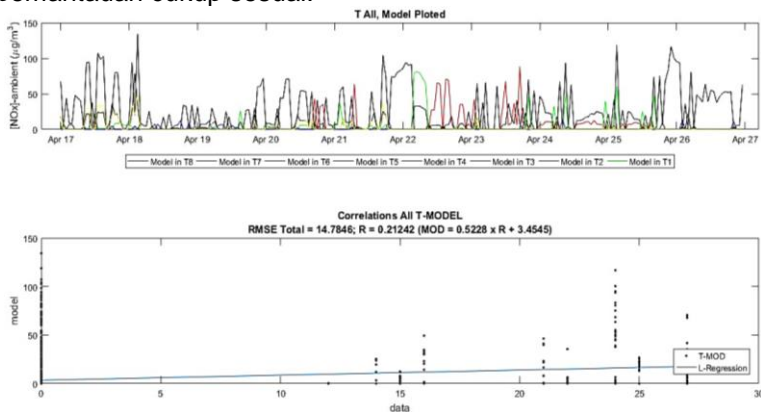 T All, Model Ploted
[NOx]-ambient (μg/m³)
150
100
50
0
Apr 17 Apr 18 Apr 19 Apr 20 Apr 21 Apr 22 Apr 23 Apr 24 Apr 25 Apr 26 Apr 27
Model in T8 Model in T7 Model in T6 Model in T5 Model in T4 Model in T3 Model in T2 Model in T1
Correlations All T-MODEL
RMSE Total = 14.7846; R = 0.21242 (MOD = 0.5228 x R + 3.4545)
model
150
100
50
0
T-MOD
L-Regression
0 5 10 15 20 25 30
data